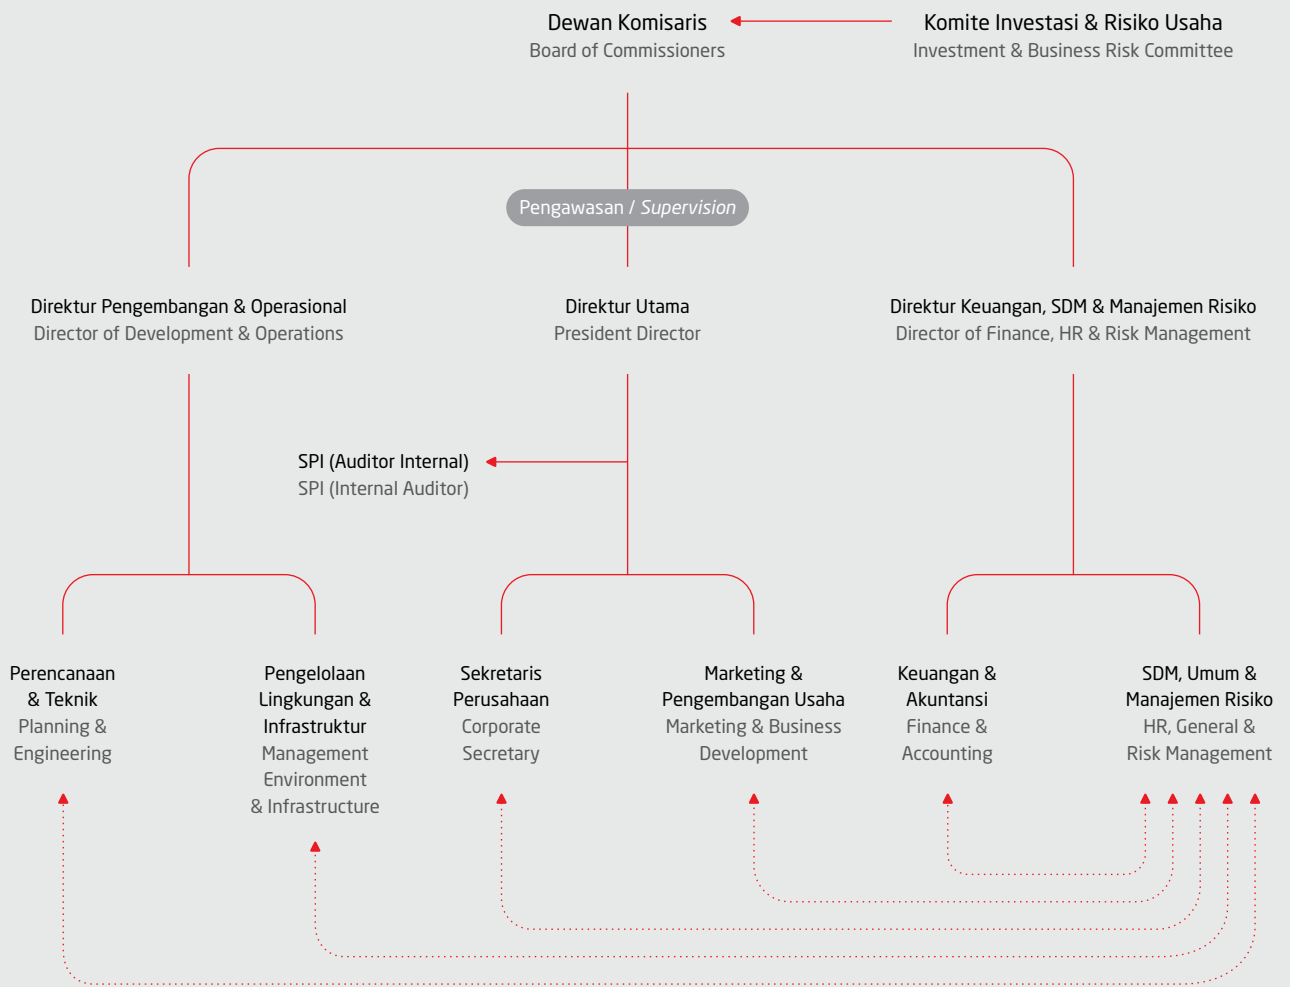 Dewan Komisaris
Board of Commissioners
Komite Investasi & Risiko Usaha
Investment & Business Risk Committee
Pengawasan / Supervision
Direktur Pengembangan & Operasional
Director of Development & Operations
Direktur Utama
President Director
Direktur Keuangan, SDM & Manajemen Risiko
Director of Finance, HR & Risk Management
SPI (Auditor Internal)
SPI (Internal Auditor)
Perencanaan
& Teknik
Planning &
Engineering
Pengelolaan
Lingkungan &
Infrastruktur
Management
Environment
& Infrastructure
Sekretaris
Perusahaan
Corporate
Secretary
Marketing &
Pengembangan Usaha
Marketing & Business
Development
Keuangan &
Akuntansi
Finance &
Accounting
SDM, Umum &
Manajemen Risiko
HR, General &
Risk Management